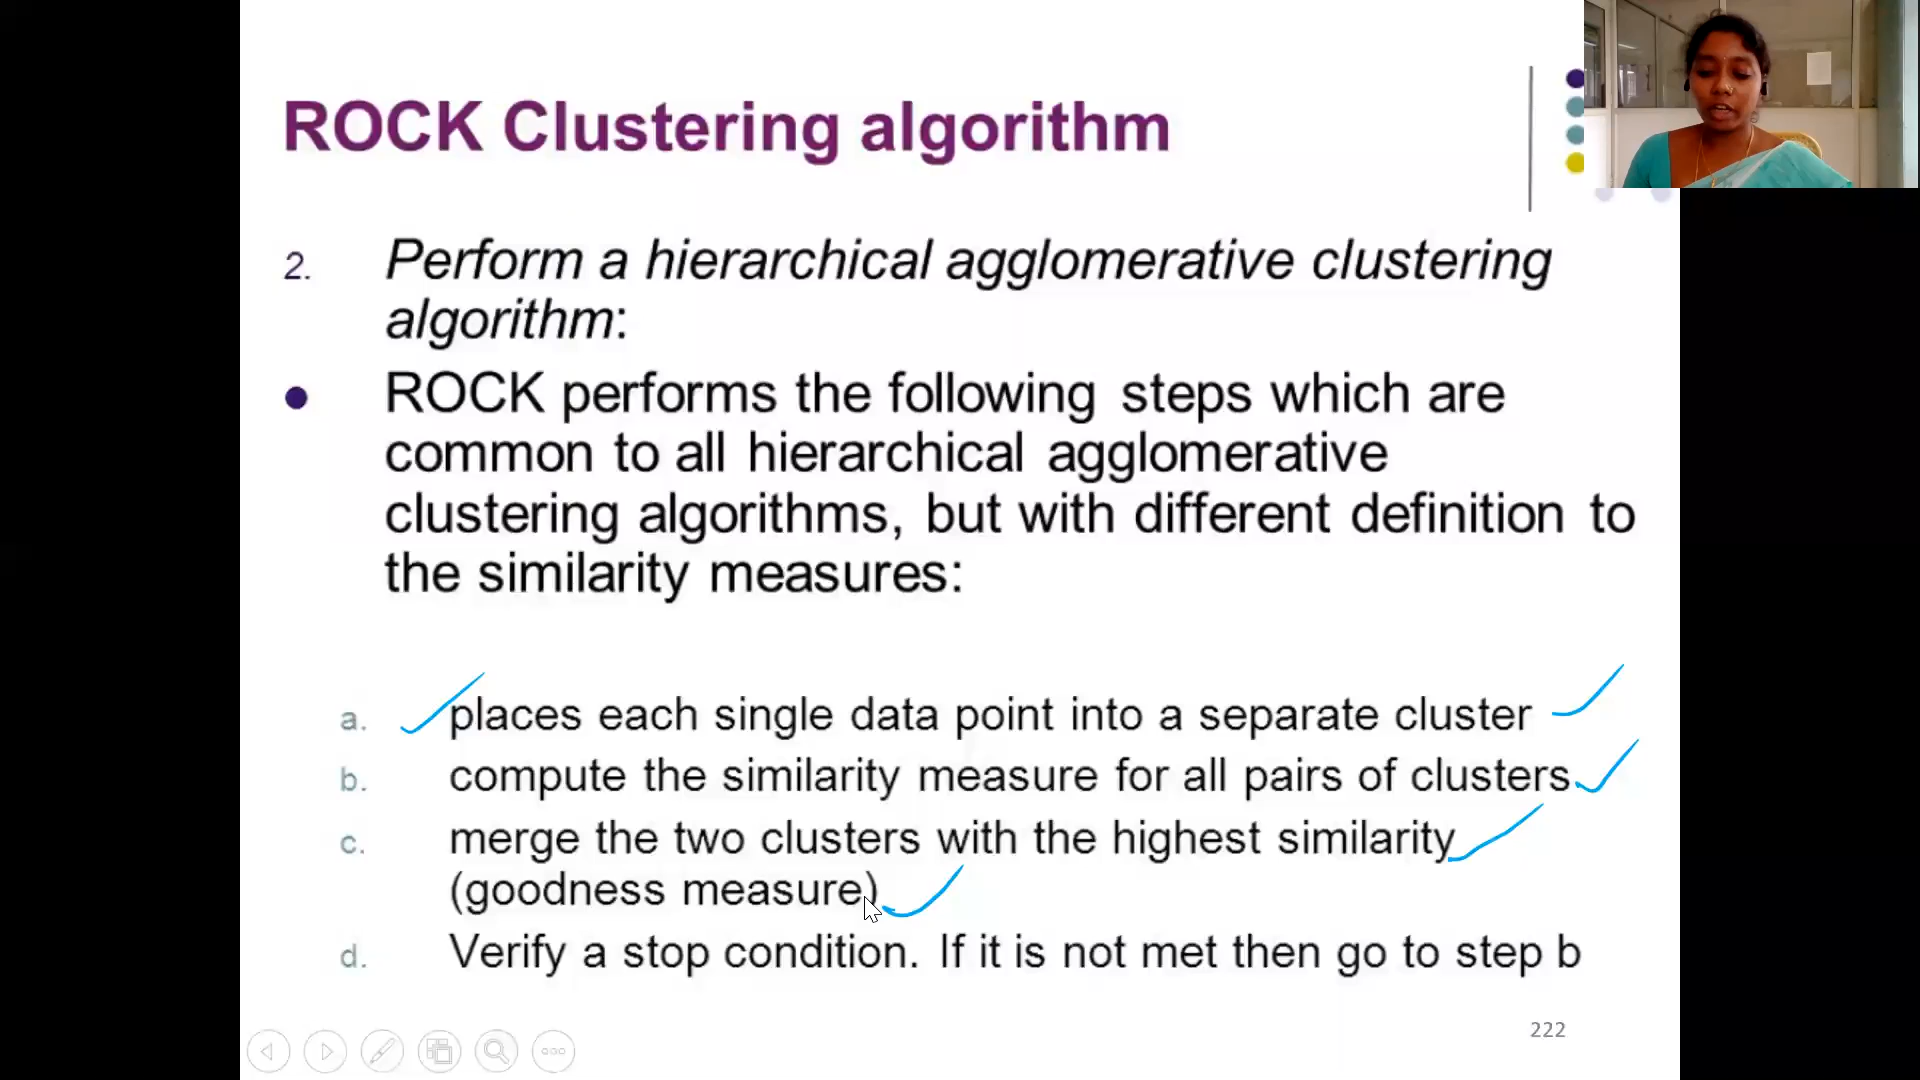 ROCK Clustering algorithm
2. Perform a hierarchical agglomerative clustering
algorithm:
● ROCK performs the following steps which are
common to all hierarchical agglomerative
clustering algorithms, but with different definition to
the similarity measures:
a. places each single data point into a separate cluster
b. compute the similarity measure for all pairs of clusters
c. merge the two clusters with the highest similarity
(goodness measure)
d. Verify a stop condition. If it is not met then go to step b
222